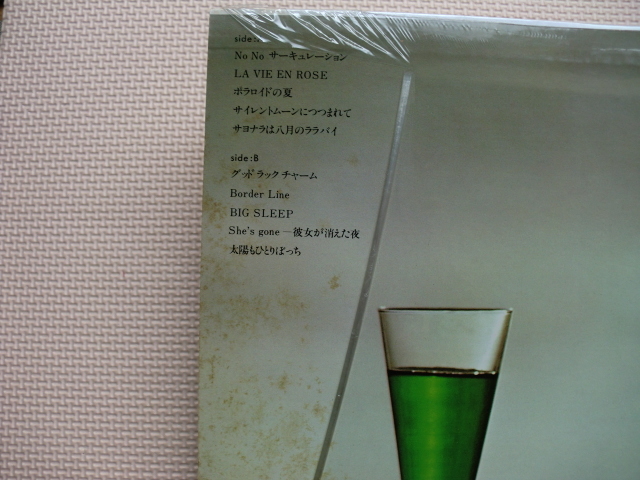 side:A
No No サーキュレーション
LA VIE EN ROSE
ポラロイドの夏
サイレントムーンにつつまれて
サヨナラは八月のララバイ
side:B
グッドラックチャーム
Border Line
BIG SLEEP
She's gone —彼女が消えた夜
太陽もひとりぼっち